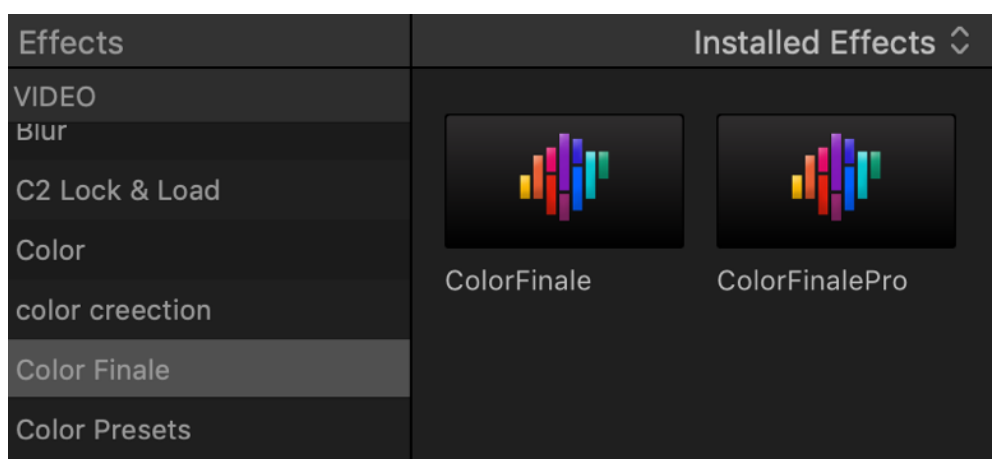 Effects
Installed Effects
VIDEO
Blur
C2 Lock & Load
Color
color creection
Color Finale
Color Presets
ColorFinale
ColorFinalePro